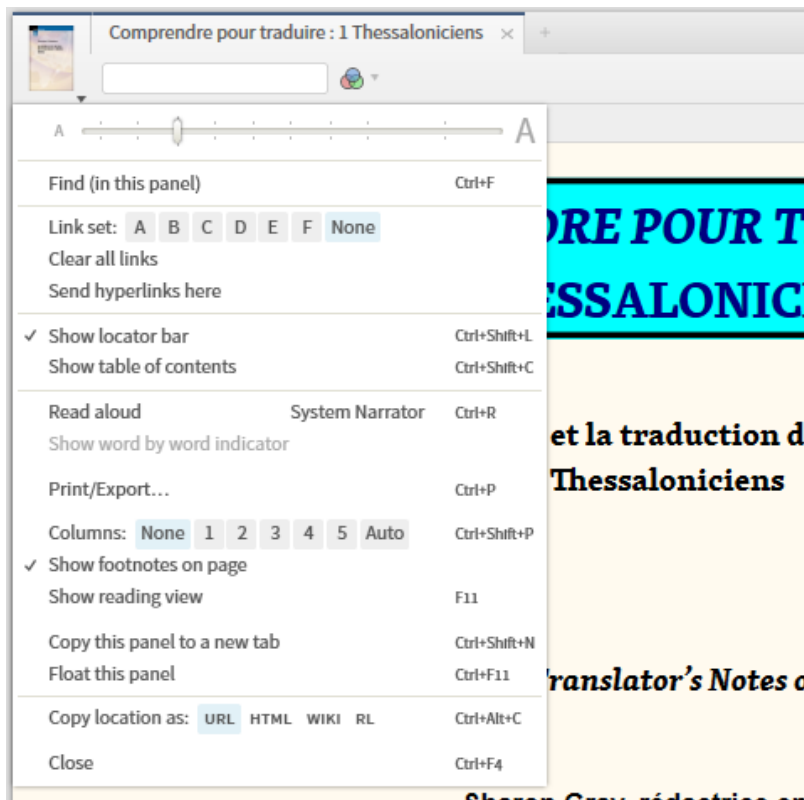 Comprendre pour traduire : 1 Thessaloniciens
A A
Find (in this panel) Ctrl+F
Link set: A B C D E F None
Clear all links
Send hyperlinks here
✓ Show locator bar Ctrl+Shift+L
Show table of contents Ctrl+Shift+C
Read aloud System Narrator Ctrl+R
Show word by word indicator
Print/Export... Ctrl+P
Columns: None 1 2 3 4 5 Auto Ctrl+Shift+P
✓ Show footnotes on page
Show reading view F11
Copy this panel to a new tab Ctrl+Shift+N
Float this panel Ctrl+F11
Copy location as: URL HTML WIKI RL Ctrl+Alt+C
Close Ctrl+F4
DRE POUR T
ESSALONICI
et la traduction d
Thessaloniciens
Translator's Notes o